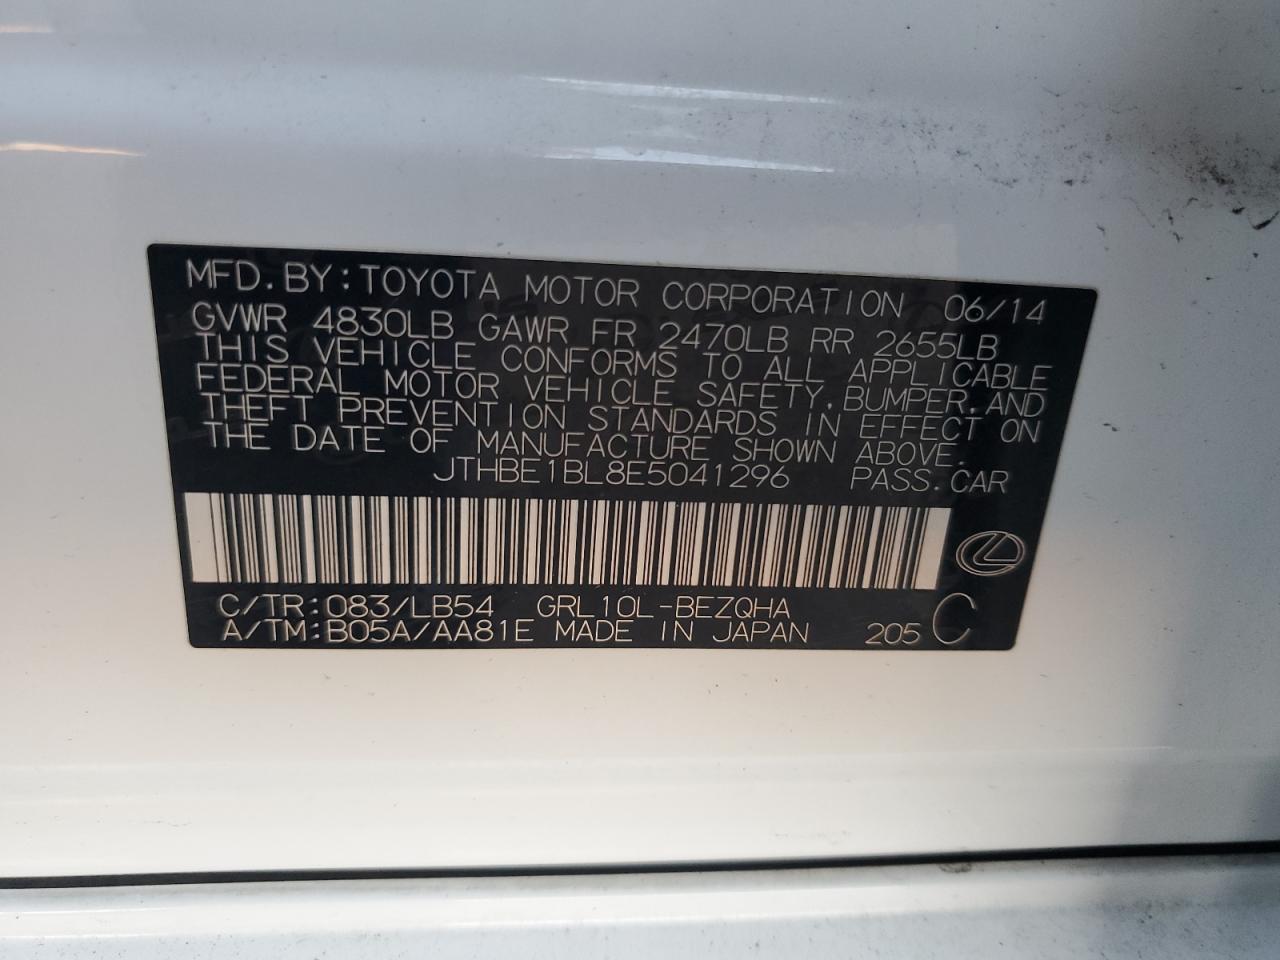 MFD. BY: TOYOTA MOTOR CORPORATION 06/14
GVWR 4830LB GAWR FR 2470LB RR 2655LB
THIS VEHICLE CONFORMS TO ALL APPLICABLE
FEDERAL MOTOR VEHICLE SAFETY, BUMPER, AND
THEFT PREVENTION STANDARDS IN EFFECT ON
THE DATE OF MANUFACTURE SHOWN ABOVE.
JTHBE1BL8E5041296 PASS. CAR
C/TR: 083/LB54 GRL10L-BEZQHA
A/TM: B05A/AA81E MADE IN JAPAN 205 C